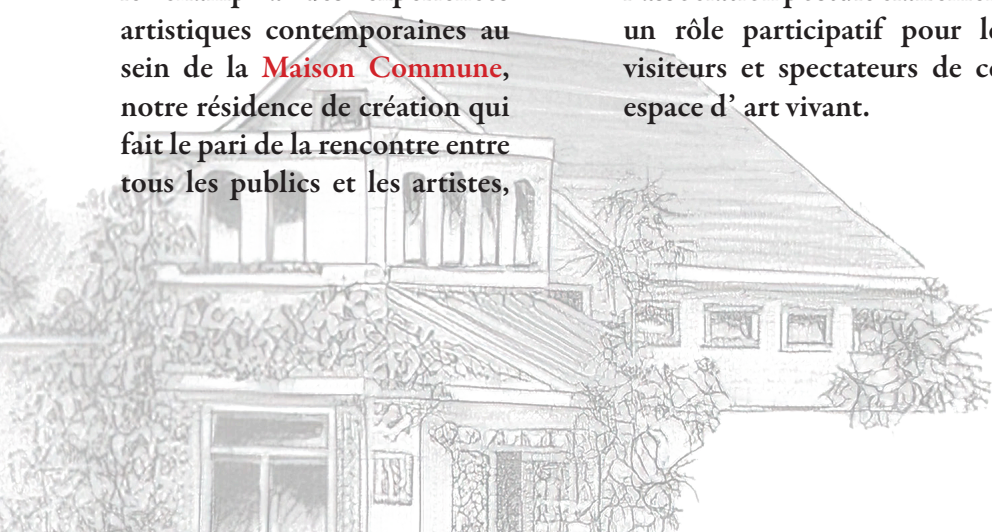 artistiques contemporaines au
sein de la Maison Commune,
notre résidence de création qui
fait le pari de la rencontre entre
tous les publics et les artistes,
un rôle participatif pour
visiteurs et spectateurs de
espace d’ art vivant.